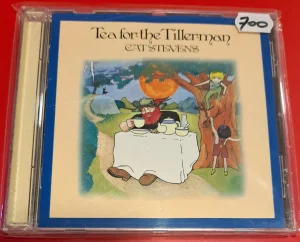 Tea for the Tillerman
CAT STEVENS
700